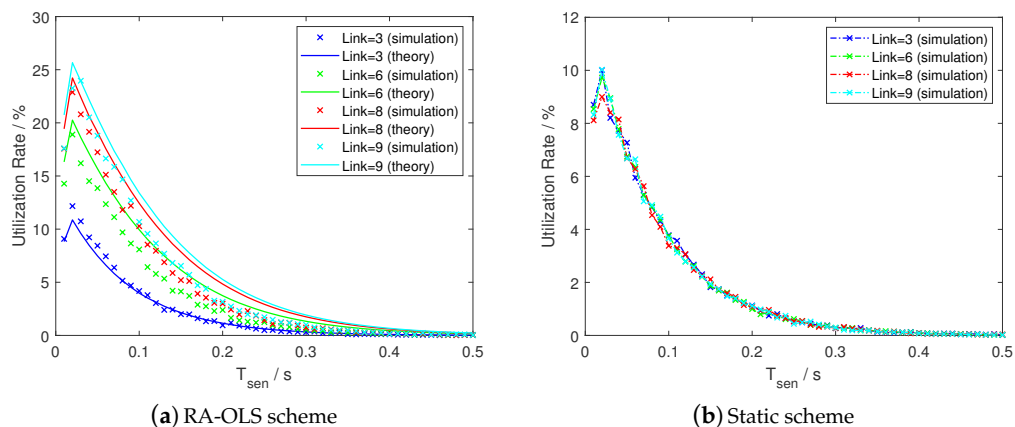 30
25
20
15
10
5
0
Utilization Rate / %
0
0.1
0.2
0.3
0.4
0.5
T_sen / s
Link=3 (simulation)
Link=3 (theory)
Link=6 (simulation)
Link=6 (theory)
Link=8 (simulation)
Link=8 (theory)
Link=9 (simulation)
Link=9 (theory)
(a) RA-OLS scheme
12
10
8
6
4
2
0
Utilization Rate / %
0
0.1
0.2
0.3
0.4
0.5
T_sen / s
Link=3 (simulation)
Link=6 (simulation)
Link=8 (simulation)
Link=9 (simulation)
(b) Static scheme